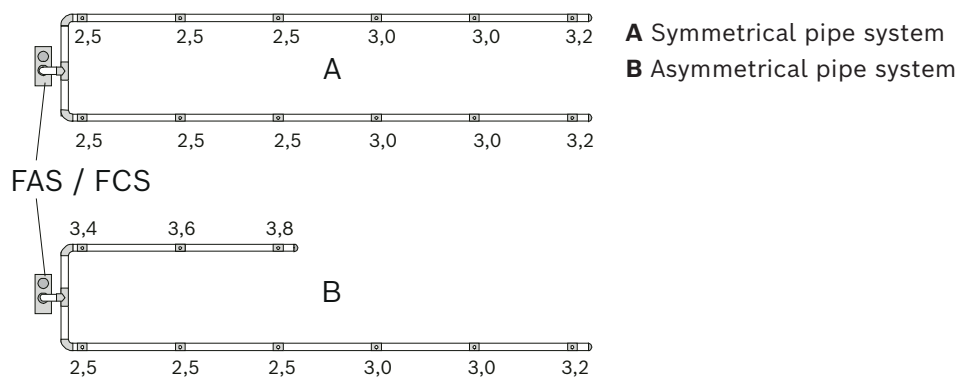 2,5 2,5 2,5 3,0 3,0 3,2
A
2,5 2,5 2,5 3,0 3,0 3,2
FAS / FCS
3,4 3,6 3,8
B
2,5 2,5 2,5 3,0 3,0 3,2
A Symmetrical pipe system
B Asymmetrical pipe system